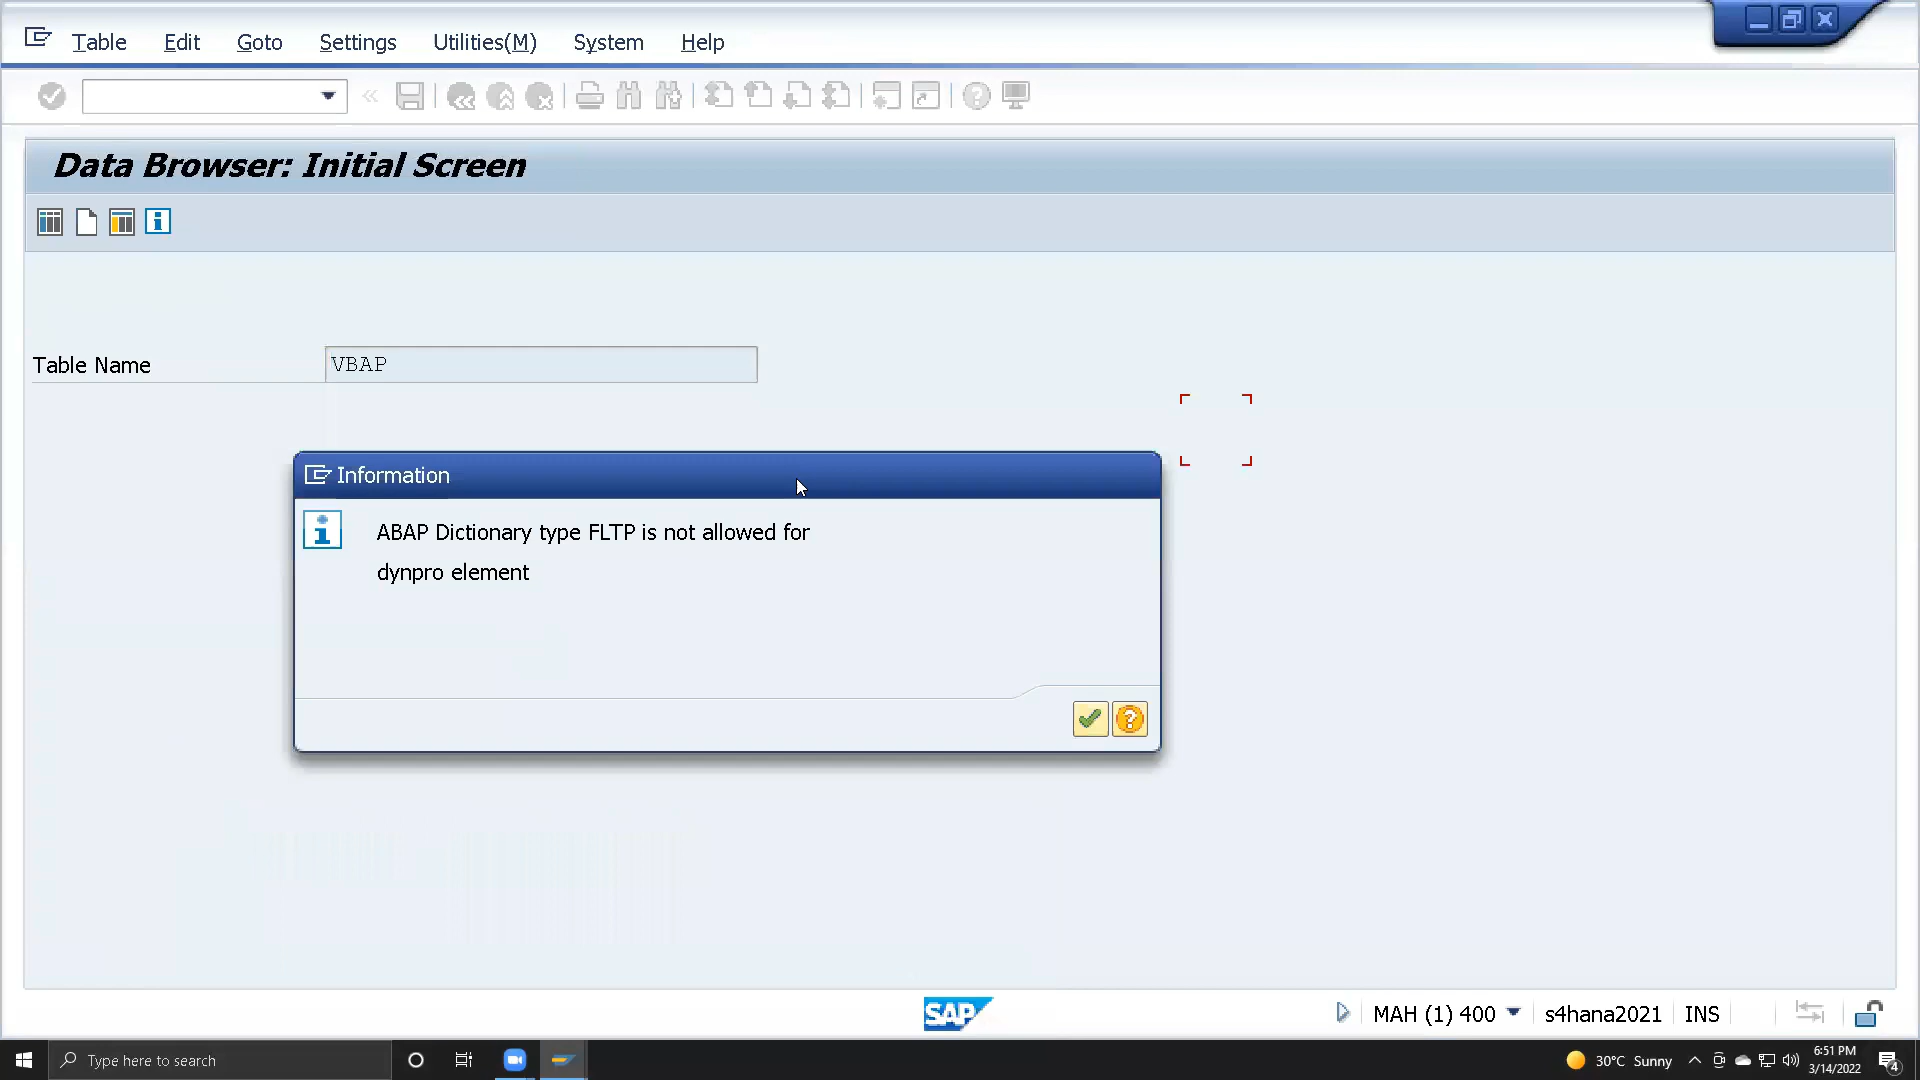 Table Edit Goto Settings Utilities(M) System Help
Data Browser: Initial Screen
Table Name VBAP
Information
ABAP Dictionary type FLTP is not allowed for
dynpro element
SAP MAH (1) 400 s4hana2021 INS
Type here to search 30°C Sunny 6:51 PM
3/14/2022 4